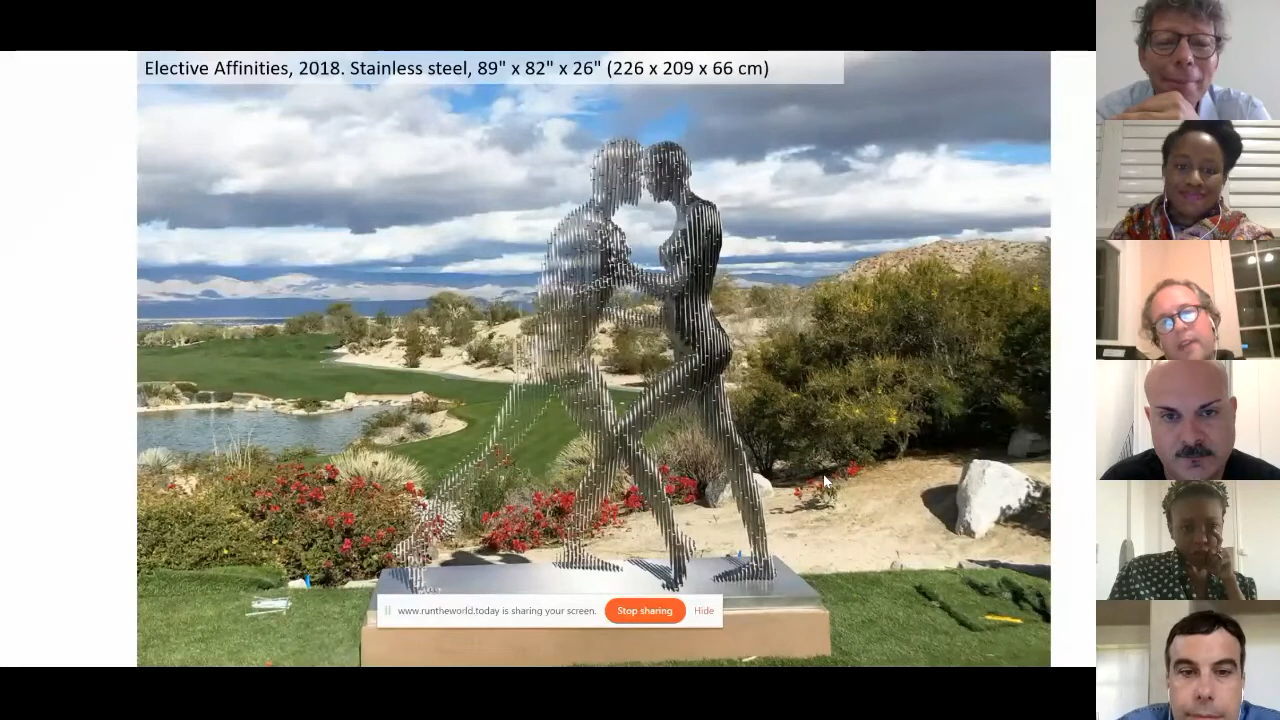 Elective Affinities, 2018. Stainless steel, 89" x 82" x 26" (226 x 209 x 66 cm)
www.runtheworld.today is sharing your screen.
Stop sharing
Hide